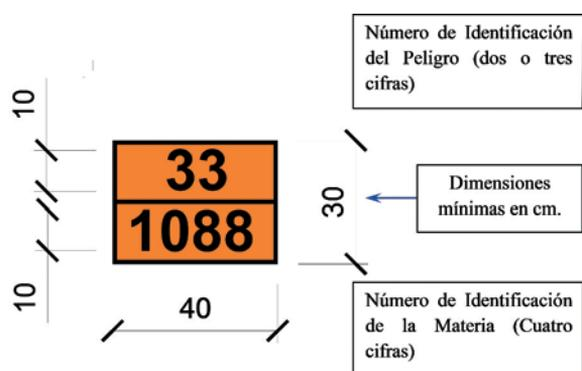 Número de Identificación
del Peligro (dos o tres
cifras)
10
33
1088
30
Dimensiones
mínimas en cm.
10
40
Número de Identificación
de la Materia (Cuatro
cifras)